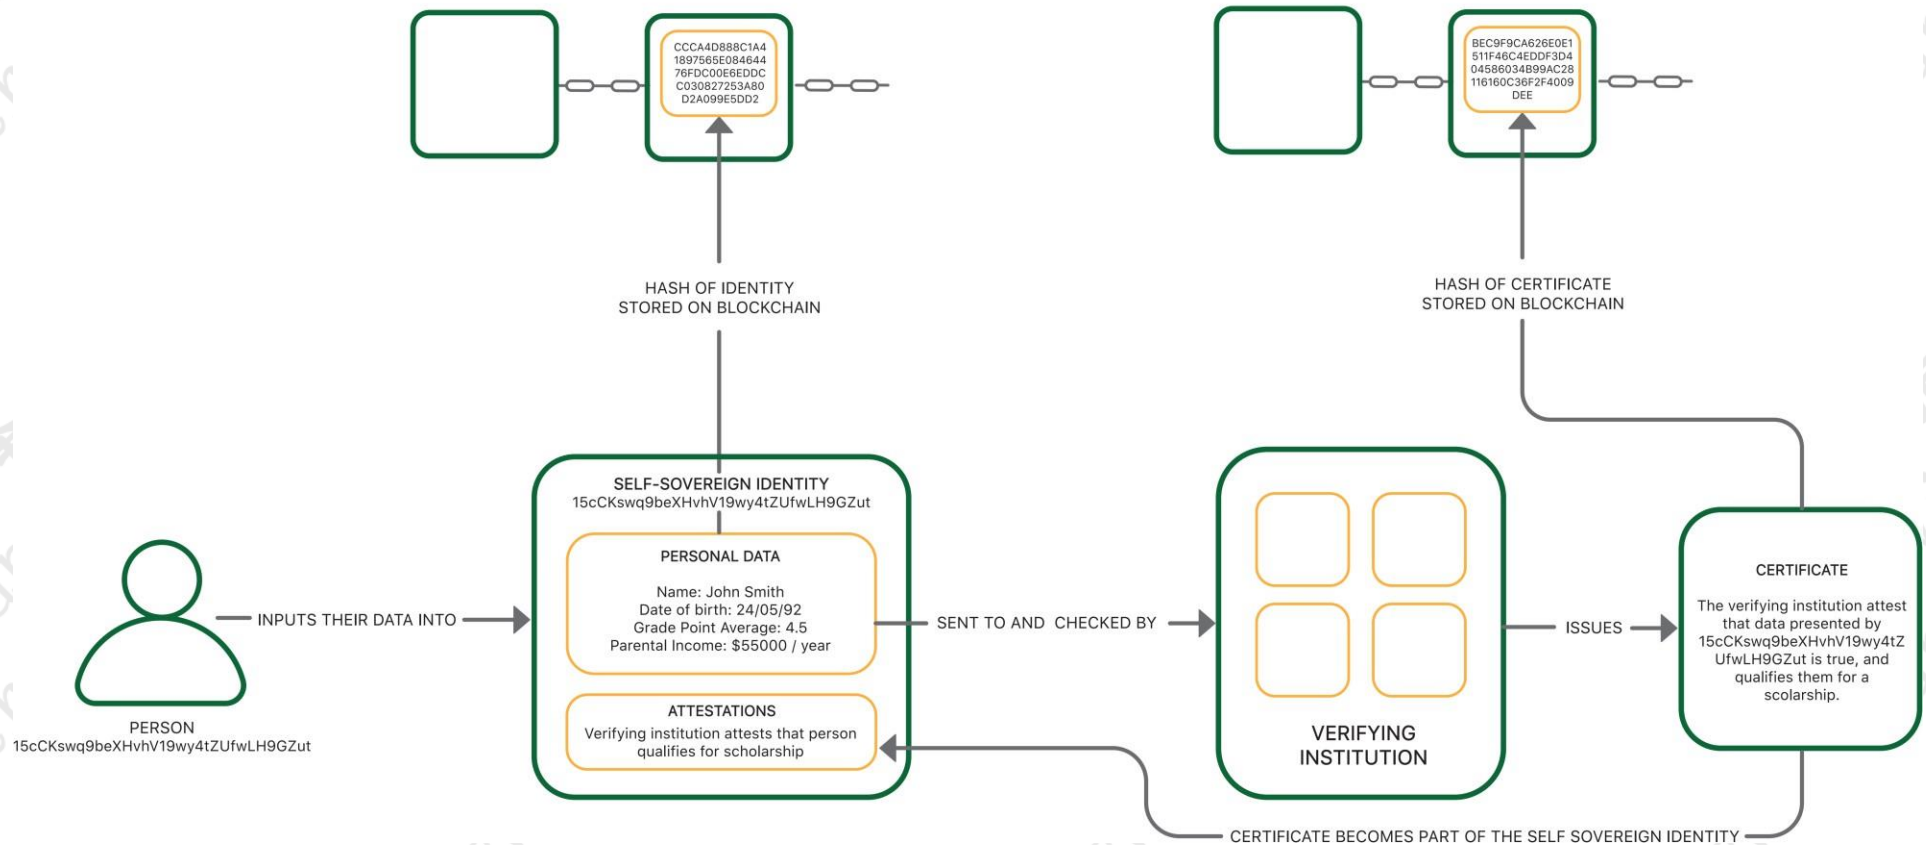 CCCA4D888C1A4
1897565E084644
76FDC00E6EDDC
C030827253A80
D2A099E5DD2
BEC9F9CA626E0E1
511F46C4EDDF3D4
04586034B99AC28
116160C36F2F4009
DEE
HASH OF IDENTITY
STORED ON BLOCKCHAIN
HASH OF CERTIFICATE
STORED ON BLOCKCHAIN
PERSON
15cCKswq9beXHvhV19wy4tZUfwLH9GZut
INPUTS THEIR DATA INTO
SELF-SOVEREIGN IDENTITY
15cCKswq9beXHvhV19wy4tZUfwLH9GZut
PERSONAL DATA
Name: John Smith
Date of birth: 24/05/92
Grade Point Average: 4.5
Parental Income: $55000 / year
ATTESTATIONS
Verifying institution attests that person
qualifies for scholarship
SENT TO AND CHECKED BY
VERIFYING
INSTITUTION
ISSUES
CERTIFICATE
The verifying institution attest
that data presented by
15cCKswq9beXHvhV19wy4tZ
UfwLH9GZut is true, and
qualifies them for a
scolarship.
CERTIFICATE BECOMES PART OF THE SELF SOVEREIGN IDENTITY